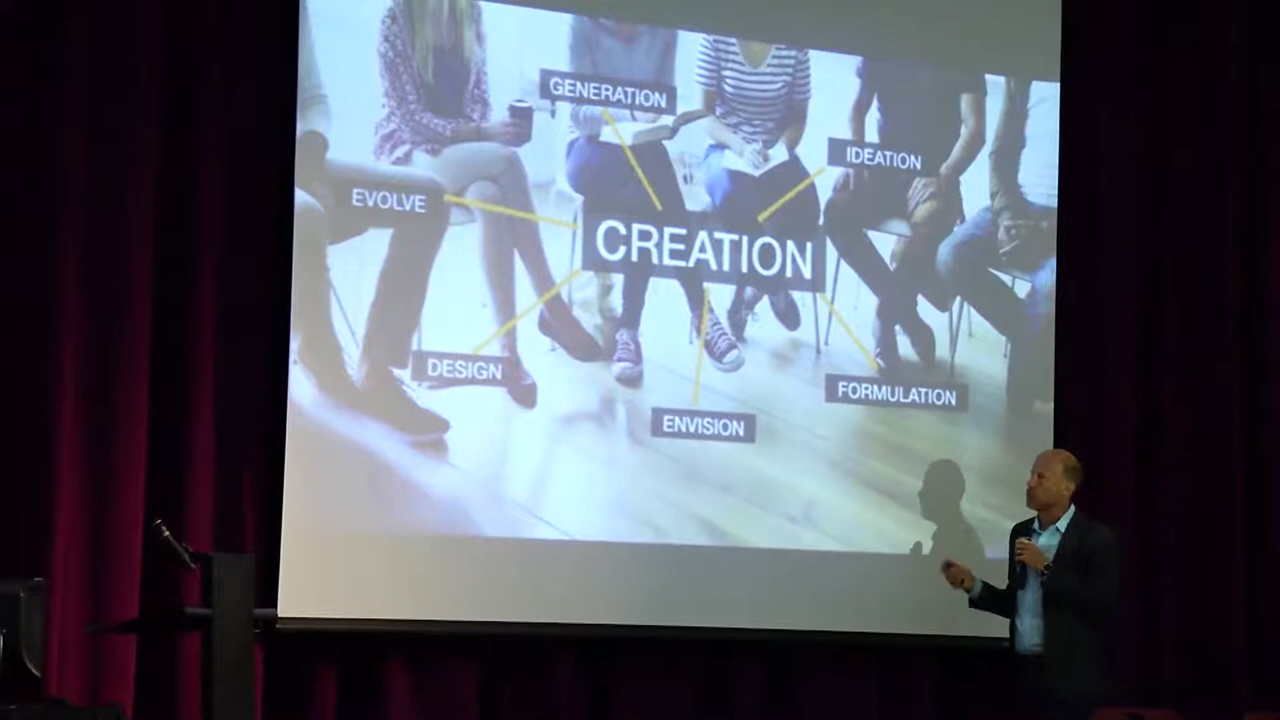 GENERATION
IDEATION
EVOLVE
CREATION
DESIGN
FORMULATION
ENVISION